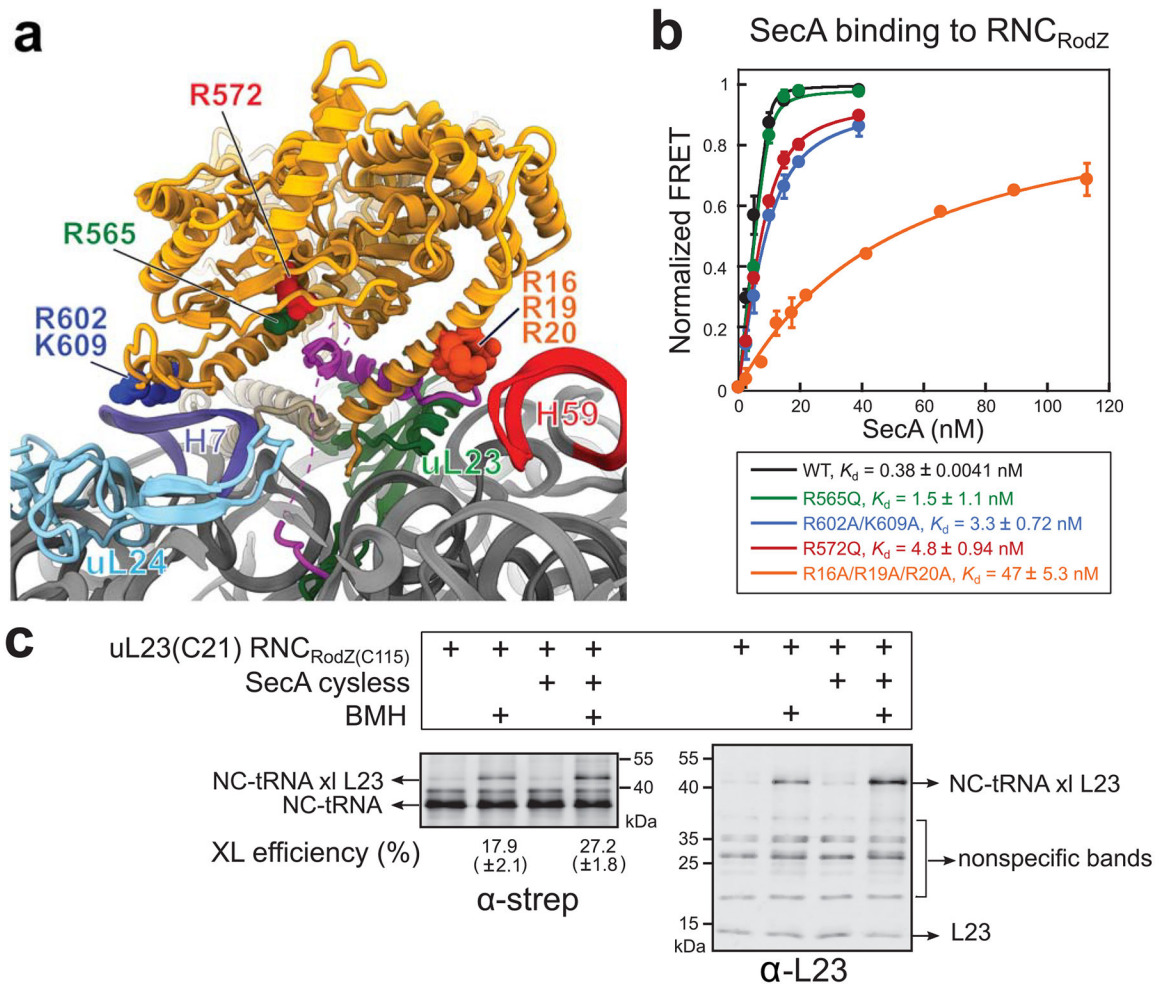 a
R572
R565
R602
K609
R16
R19
R20
H7
H59
uL23
uL24
b
SecA binding to RNC_RodZ
Normalized FRET
1
0.8
0.6
0.4
0.2
0
0 20 40 60 80 100 120
SecA (nM)
WT, K_d = 0.38 ± 0.0041 nM
R565Q, K_d = 1.5 ± 1.1 nM
R602A/K609A, K_d = 3.3 ± 0.72 nM
R572Q, K_d = 4.8 ± 0.94 nM
R16A/R19A/R20A, K_d = 47 ± 5.3 nM
c
uL23(C21) RNC_RodZ(C115) + + + + + + + +
SecA cysless + + + +
BMH + + + +
NC-tRNA xl L23
NC-tRNA
55
40
kDa
XL efficiency (%) 17.9 27.2
(±2.1) (±1.8)
α-strep
55
40
35
25
15
kDa
NC-tRNA xl L23
nonspecific bands
L23
α-L23